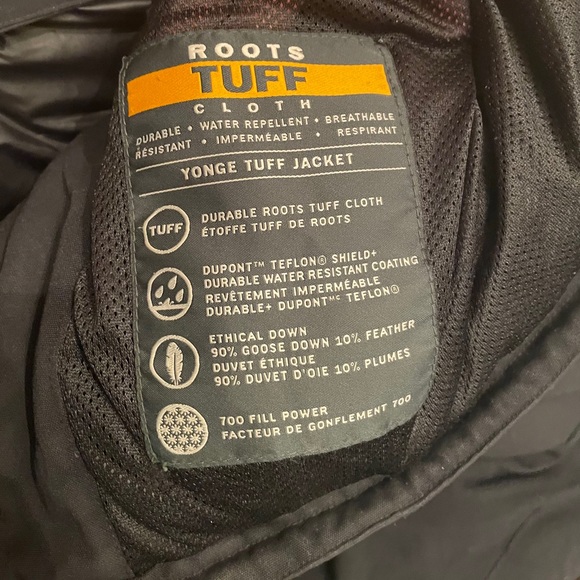 ROOTS
TUFF
CLOTH
DURABLE • WATER REPELLENT • BREATHABLE
RÉSISTANT • IMPERMÉABLE • RESPIRANT
YONGE TUFF JACKET
TUFF
DURABLE ROOTS TUFF CLOTH
ÉTOFFE TUFF DE ROOTS
DUPONT™ TEFLON® SHIELD+
DURABLE WATER RESISTANT COATING
REVÊTEMENT IMPERMÉABLE
DURABLE+ DUPONT MC TEFLON®
ETHICAL DOWN
90% GOOSE DOWN 10% FEATHER
DUVET ÉTHIQUE
90% DUVET D'OIE 10% PLUMES
700 FILL POWER
FACTEUR DE GONFLEMENT 700